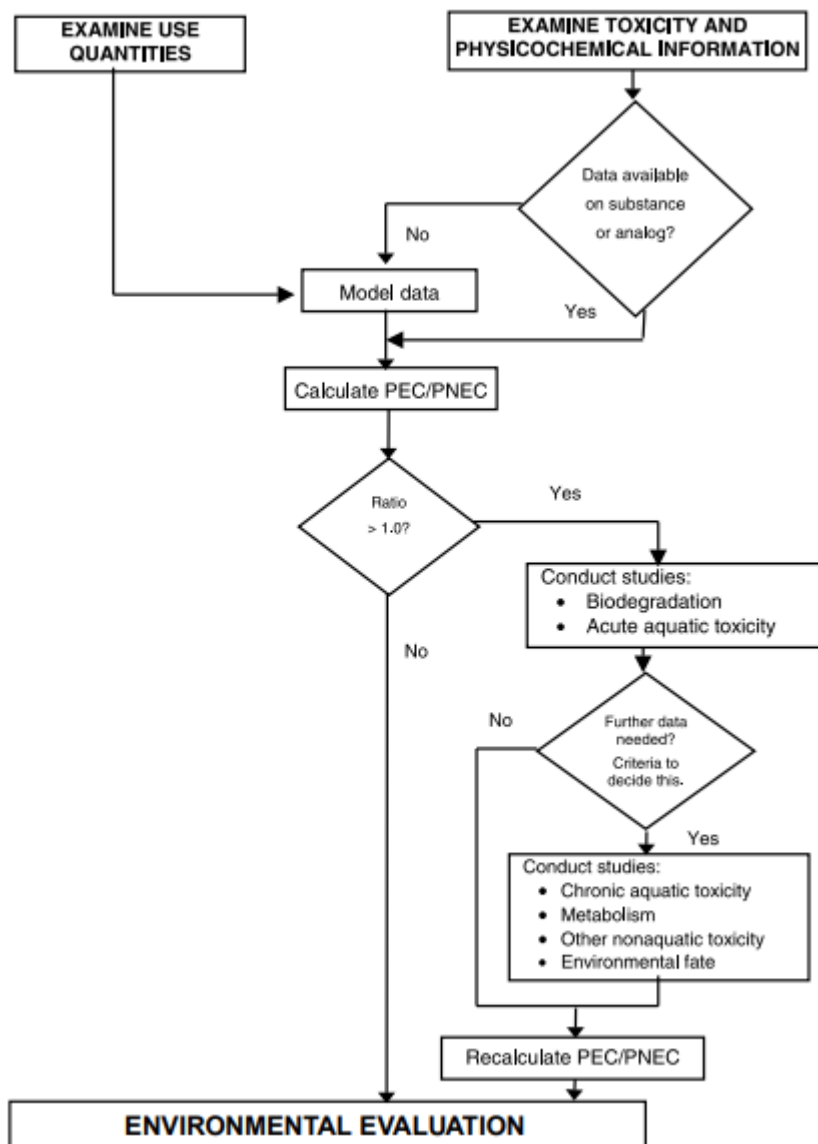 EXAMINE USE
QUANTITIES
EXAMINE TOXICITY AND
PHYSICOCHEMICAL INFORMATION
Data available
on substance
or analog?
No
Yes
Model data
Calculate PEC/PNEC
Ratio
> 1.0?
Yes
No
Conduct studies:
• Biodegradation
• Acute aquatic toxicity
Further data
needed?
Criteria to
decide this.
No
Yes
Conduct studies:
• Chronic aquatic toxicity
• Metabolism
• Other nonaquatic toxicity
• Environmental fate
Recalculate PEC/PNEC
ENVIRONMENTAL EVALUATION